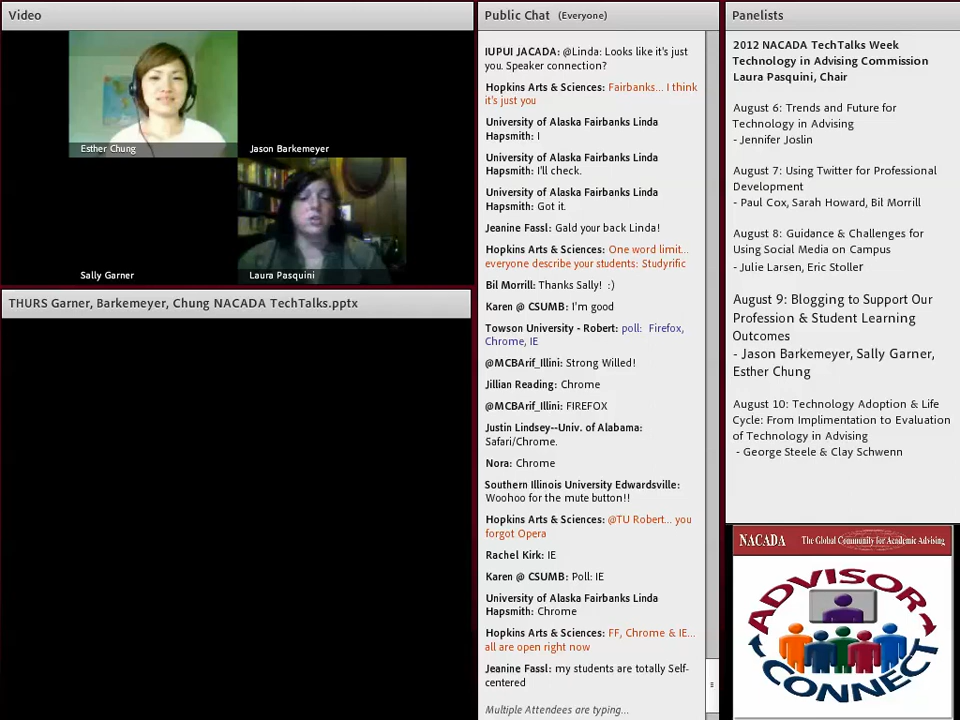 Video
Esther Chung
Jason Barkemeyer
Sally Garner
Laura Pasquini
THURS Garner, Barkemeyer, Chung NACADA TechTalks.pptx
Public Chat (Everyone)
IUPUI JACADA: @Linda: Looks like it's just
you. Speaker connection?
Hopkins Arts & Sciences: Fairbanks... I think
it's just you
University of Alaska Fairbanks Linda
Hapsmith: I
University of Alaska Fairbanks Linda
Hapsmith: I'll check.
University of Alaska Fairbanks Linda
Hapsmith: Got it.
Jeanine Fassl: Gald your back Linda!
Hopkins Arts & Sciences: One word limit...
everyone describe your students: Studyrific
Bil Morrill: Thanks Sally! :)
Karen @ CSUMB: I'm good
Towson University - Robert: poll: Firefox,
Chrome, IE
@MCBArif_Illini: Strong Willed!
Jillian Reading: Chrome
@MCBArif_Illini: FIREFOX
Justin Lindsey--Univ. of Alabama:
Safari/Chrome.
Nora: Chrome
Southern Illinois University Edwardsville:
Woohoo for the mute button!!
Hopkins Arts & Sciences: @TU Robert... you
forgot Opera
Rachel Kirk: IE
Karen @ CSUMB: Poll: IE
University of Alaska Fairbanks Linda
Hapsmith: Chrome
Hopkins Arts & Sciences: FF, Chrome & IE...
all are open right now
Jeanine Fassl: my students are totally Self-
centered
Multiple Attendees are typing...
Panelists
2012 NACADA TechTalks Week
Technology in Advising Commission
Laura Pasquini, Chair
August 6: Trends and Future for
Technology in Advising
- Jennifer Joslin
August 7: Using Twitter for Professional
Development
- Paul Cox, Sarah Howard, Bil Morrill
August 8: Guidance & Challenges for
Using Social Media on Campus
- Julie Larsen, Eric Stoller
August 9: Blogging to Support Our
Profession & Student Learning
Outcomes
- Jason Barkemeyer, Sally Garner,
Esther Chung
August 10: Technology Adoption & Life
Cycle: From Implimentation to Evaluation
of Technology in Advising
- George Steele & Clay Schwenn
NACADA The Global Community for Academic Advising
ADVISOR
CONNECT